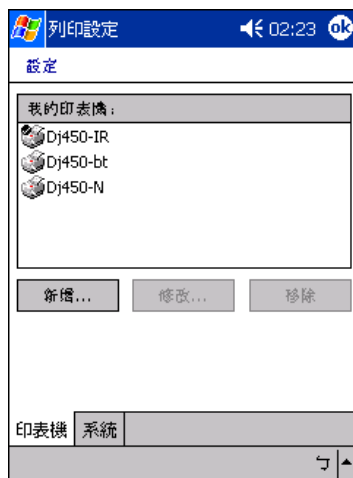 列印設定 02:23 ok
設定
我的印表機：
Dj450-IR
Dj450-bt
Dj450-N
新增... 修改... 移除
印表機 系統
ㄅ